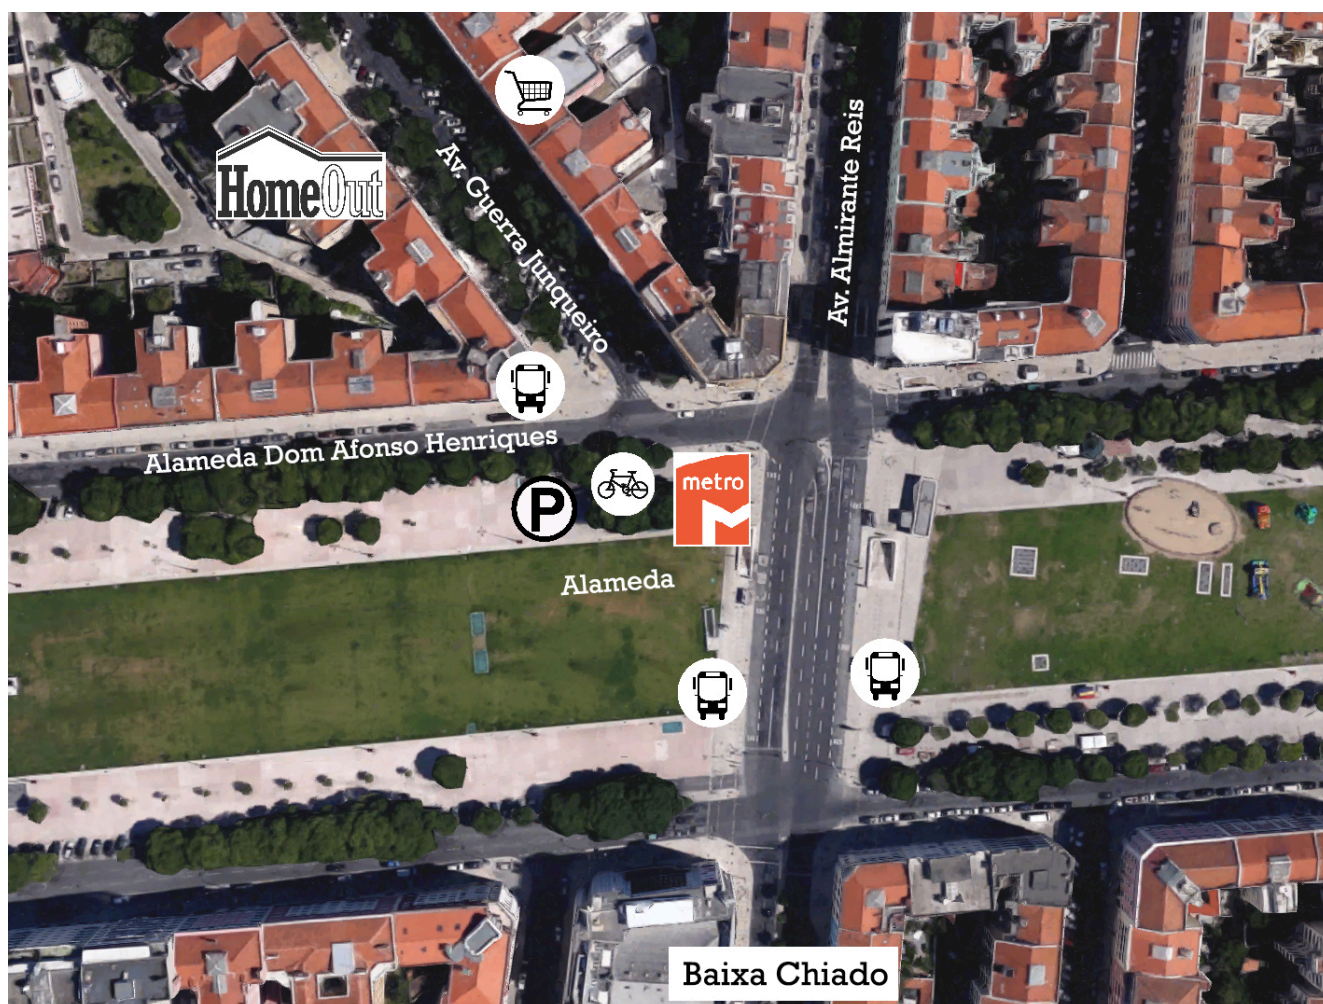 HomeOut
Av. Guerra Junqueiro
Av. Almirante Reis
Alameda Dom Afonso Henriques
P
metro
M
Alameda
Baixa Chiado